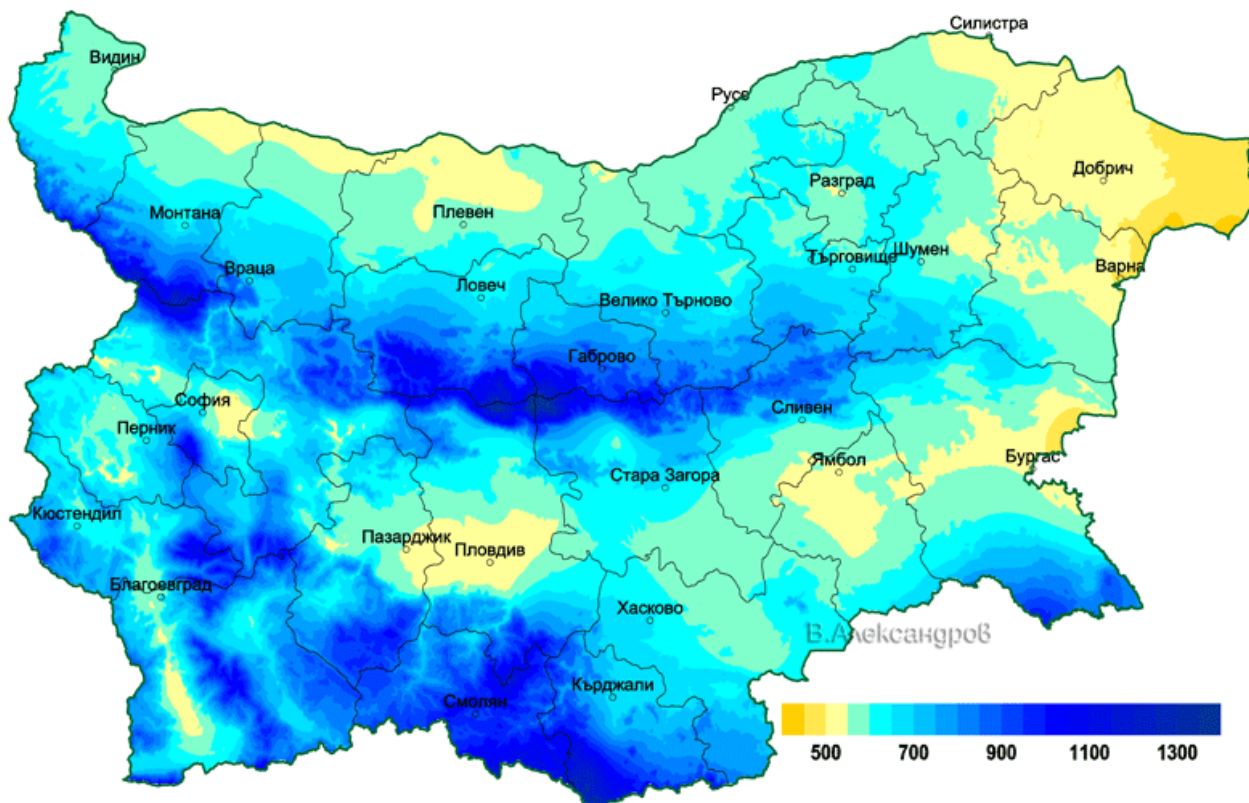 Силистра
Видин
Русе
Добрич
Разград
Монтана
Плевен
Шумен
Търговище
Варна
Враца
Ловеч
Велико Търново
Габрово
София
Сливен
Перник
Ямбол
Бургас
Стара Загора
Кюстендил
Пазарджик
Пловдив
Благоевград
Хасково
В.Александров
Кърджали
Смолян
500 700 900 1100 1300